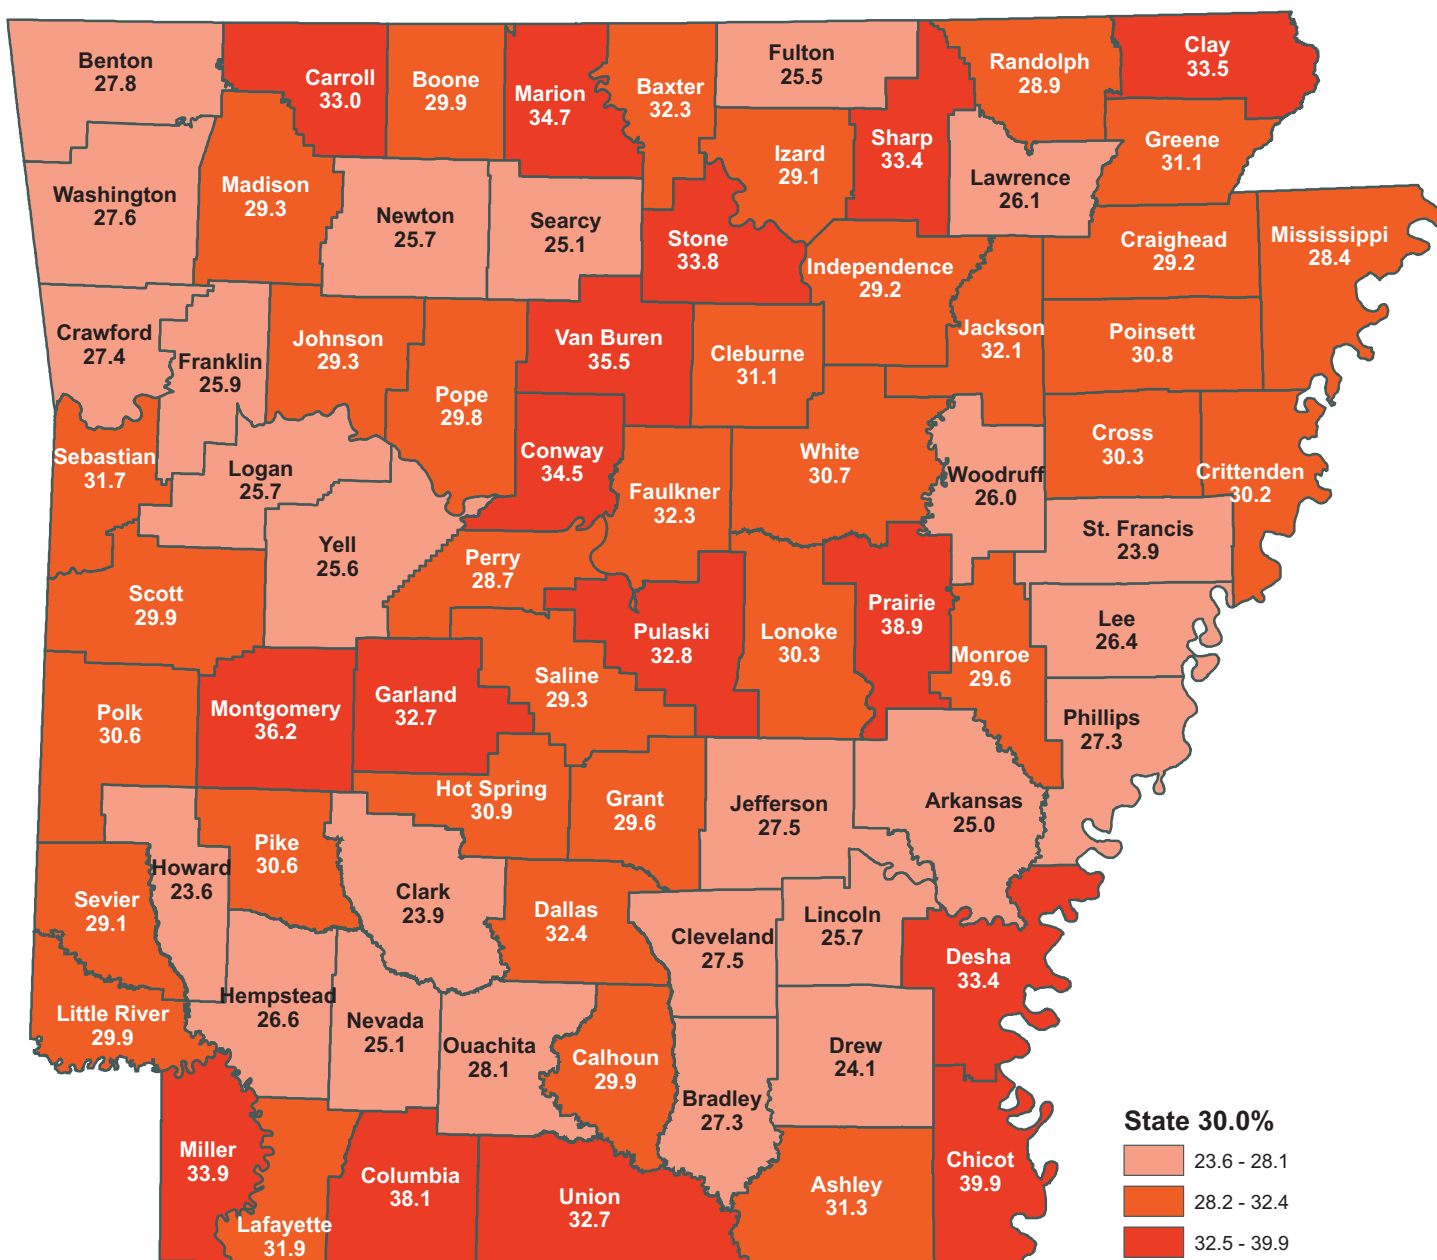 Benton
27.8
Carroll
33.0
Boone
29.9
Marion
34.7
Baxter
32.3
Fulton
25.5
Randolph
28.9
Clay
33.5
Sharp
33.4
Izard
29.1
Greene
31.1
Lawrence
26.1
Washington
27.6
Madison
29.3
Newton
25.7
Searcy
25.1
Stone
33.8
Independence
29.2
Craighead
29.2
Mississippi
28.4
Crawford
27.4
Franklin
25.9
Johnson
29.3
Pope
29.8
Van Buren
35.5
Cleburne
31.1
Jackson
32.1
Poinsett
30.8
Sebastian
31.7
Logan
25.7
Conway
34.5
Faulkner
32.3
White
30.7
Woodruff
26.0
Cross
30.3
Crittenden
30.2
St. Francis
23.9
Yell
25.6
Perry
28.7
Scott
29.9
Pulaski
32.8
Lonoke
30.3
Prairie
38.9
Lee
26.4
Monroe
29.6
Saline
29.3
Garland
32.7
Montgomery
36.2
Polk
30.6
Phillips
27.3
Hot Spring
30.9
Grant
29.6
Jefferson
27.5
Arkansas
25.0
Pike
30.6
Howard
23.6
Sevier
29.1
Clark
23.9
Dallas
32.4
Cleveland
27.5
Lincoln
25.7
Desha
33.4
Little River
29.9
Hempstead
26.6
Nevada
25.1
Ouachita
28.1
Calhoun
29.9
Bradley
27.3
Drew
24.1
Miller
33.9
Lafayette
31.9
Columbia
38.1
Union
32.7
Ashley
31.3
Chicot
39.9
State 30.0%
23.6 - 28.1
28.2 - 32.4
32.5 - 39.9